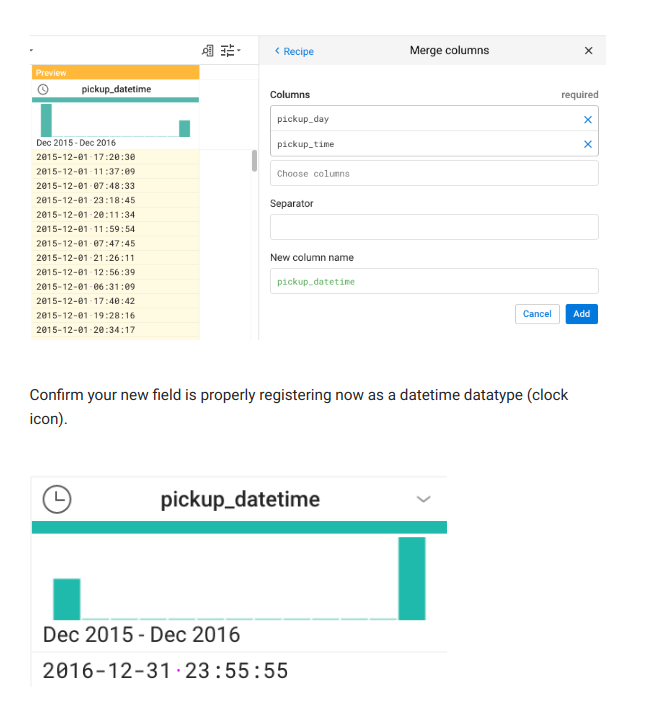 < Recipe
Merge columns
Preview
pickup_datetime
Dec 2015 - Dec 2016
2015-12-01·17:20:30
2015-12-01·11:37:09
2015-12-01·07:48:33
2015-12-01·23:18:45
2015-12-01·20:11:34
2015-12-01·11:59:54
2015-12-01·07:47:45
2015-12-01·21:26:11
2015-12-01·12:56:39
2015-12-01·06:31:09
2015-12-01·17:40:42
2015-12-01·19:28:16
2015-12-01·20:34:17
Columns required
pickup_day
pickup_time
Choose columns
Separator
New column name
pickup_datetime
Cancel Add
Confirm your new field is properly registering now as a datetime datatype (clock
icon).
pickup_datetime
Dec 2015 - Dec 2016
2016-12-31·23:55:55